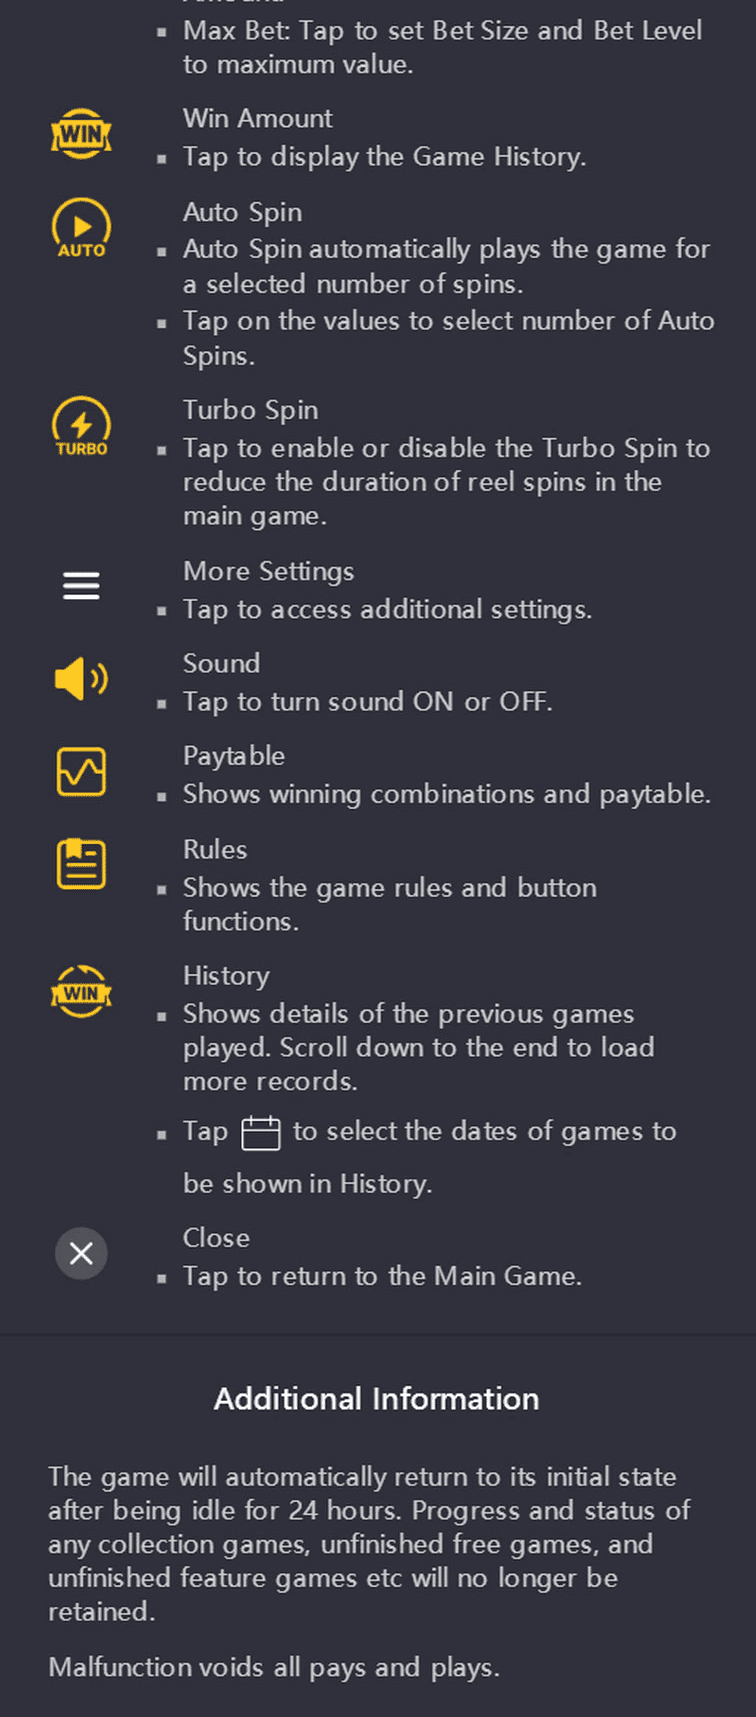 ▪ Max Bet: Tap to set Bet Size and Bet Level
to maximum value.
WIN
Win Amount
▪ Tap to display the Game History.
AUTO
Auto Spin
▪ Auto Spin automatically plays the game for
a selected number of spins.
▪ Tap on the values to select number of Auto
Spins.
TURBO
Turbo Spin
▪ Tap to enable or disable the Turbo Spin to
reduce the duration of reel spins in the
main game.
More Settings
▪ Tap to access additional settings.
Sound
▪ Tap to turn sound ON or OFF.
Paytable
▪ Shows winning combinations and paytable.
Rules
▪ Shows the game rules and button
functions.
WIN
History
▪ Shows details of the previous games
played. Scroll down to the end to load
more records.
▪ Tap to select the dates of games to
be shown in History.
Close
▪ Tap to return to the Main Game.
Additional Information
The game will automatically return to its initial state
after being idle for 24 hours. Progress and status of
any collection games, unfinished free games, and
unfinished feature games etc will no longer be
retained.
Malfunction voids all pays and plays.